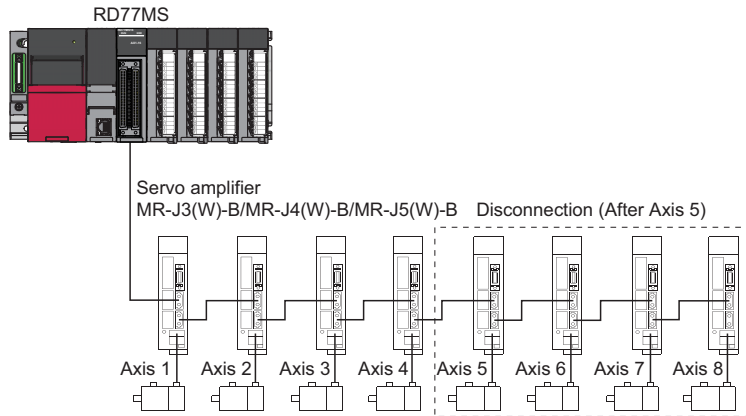 RD77MS
Servo amplifier
MR-J3(W)-B/MR-J4(W)-B/MR-J5(W)-B
Disconnection (After Axis 5)
Axis 1
Axis 2
Axis 3
Axis 4
Axis 5
Axis 6
Axis 7
Axis 8